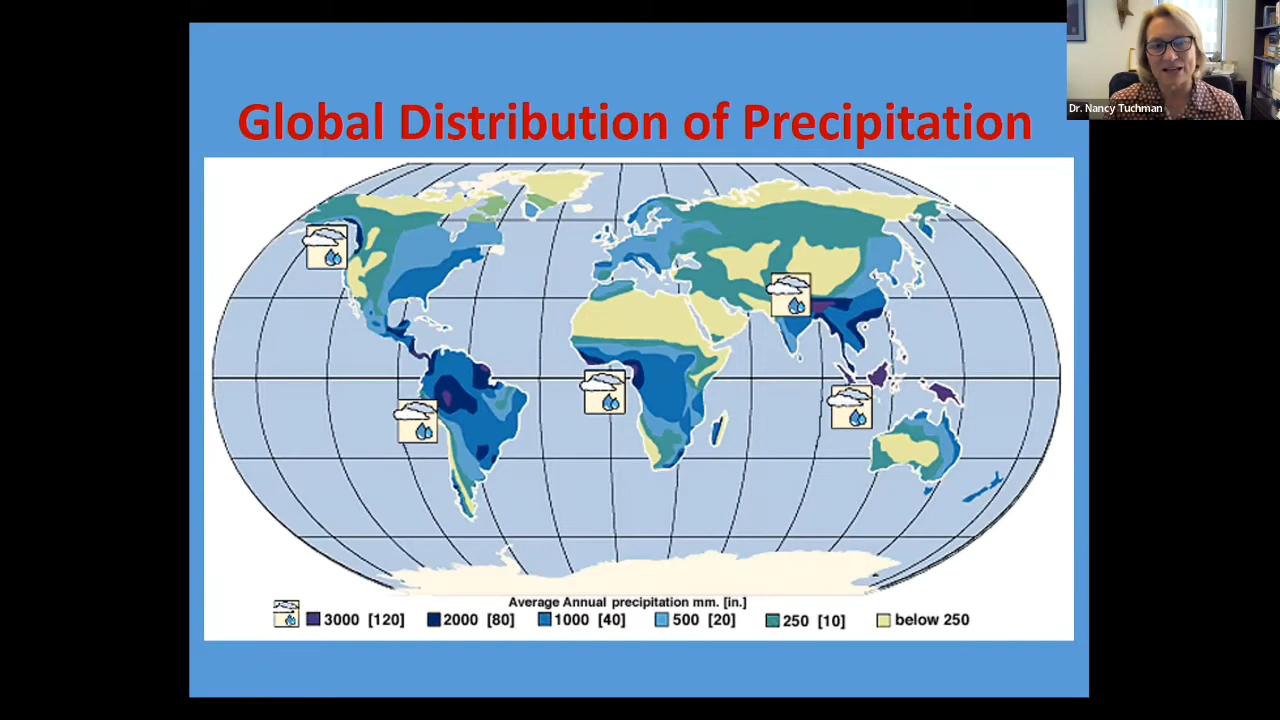 Dr. Nancy Tuchman
Global Distribution of Precipitation
Average Annual precipitation mm. [in.]
3000 [120] 2000 [80] 1000 [40] 500 [20] 250 [10] below 250